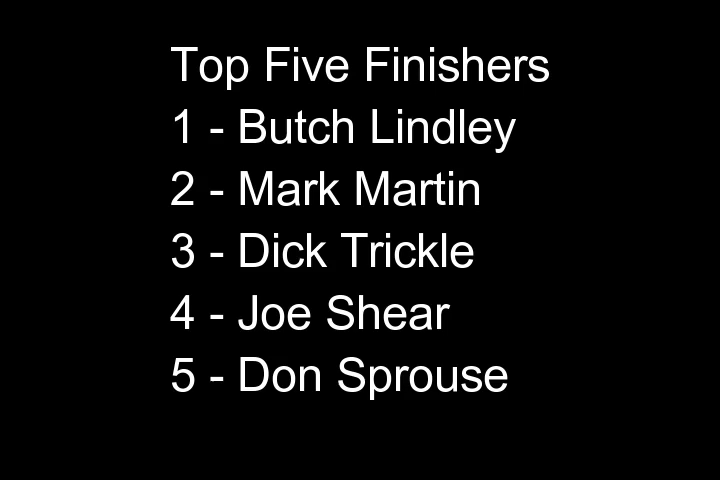 Top Five Finishers
1 - Butch Lindley
2 - Mark Martin
3 - Dick Trickle
4 - Joe Shear
5 - Don Sprouse